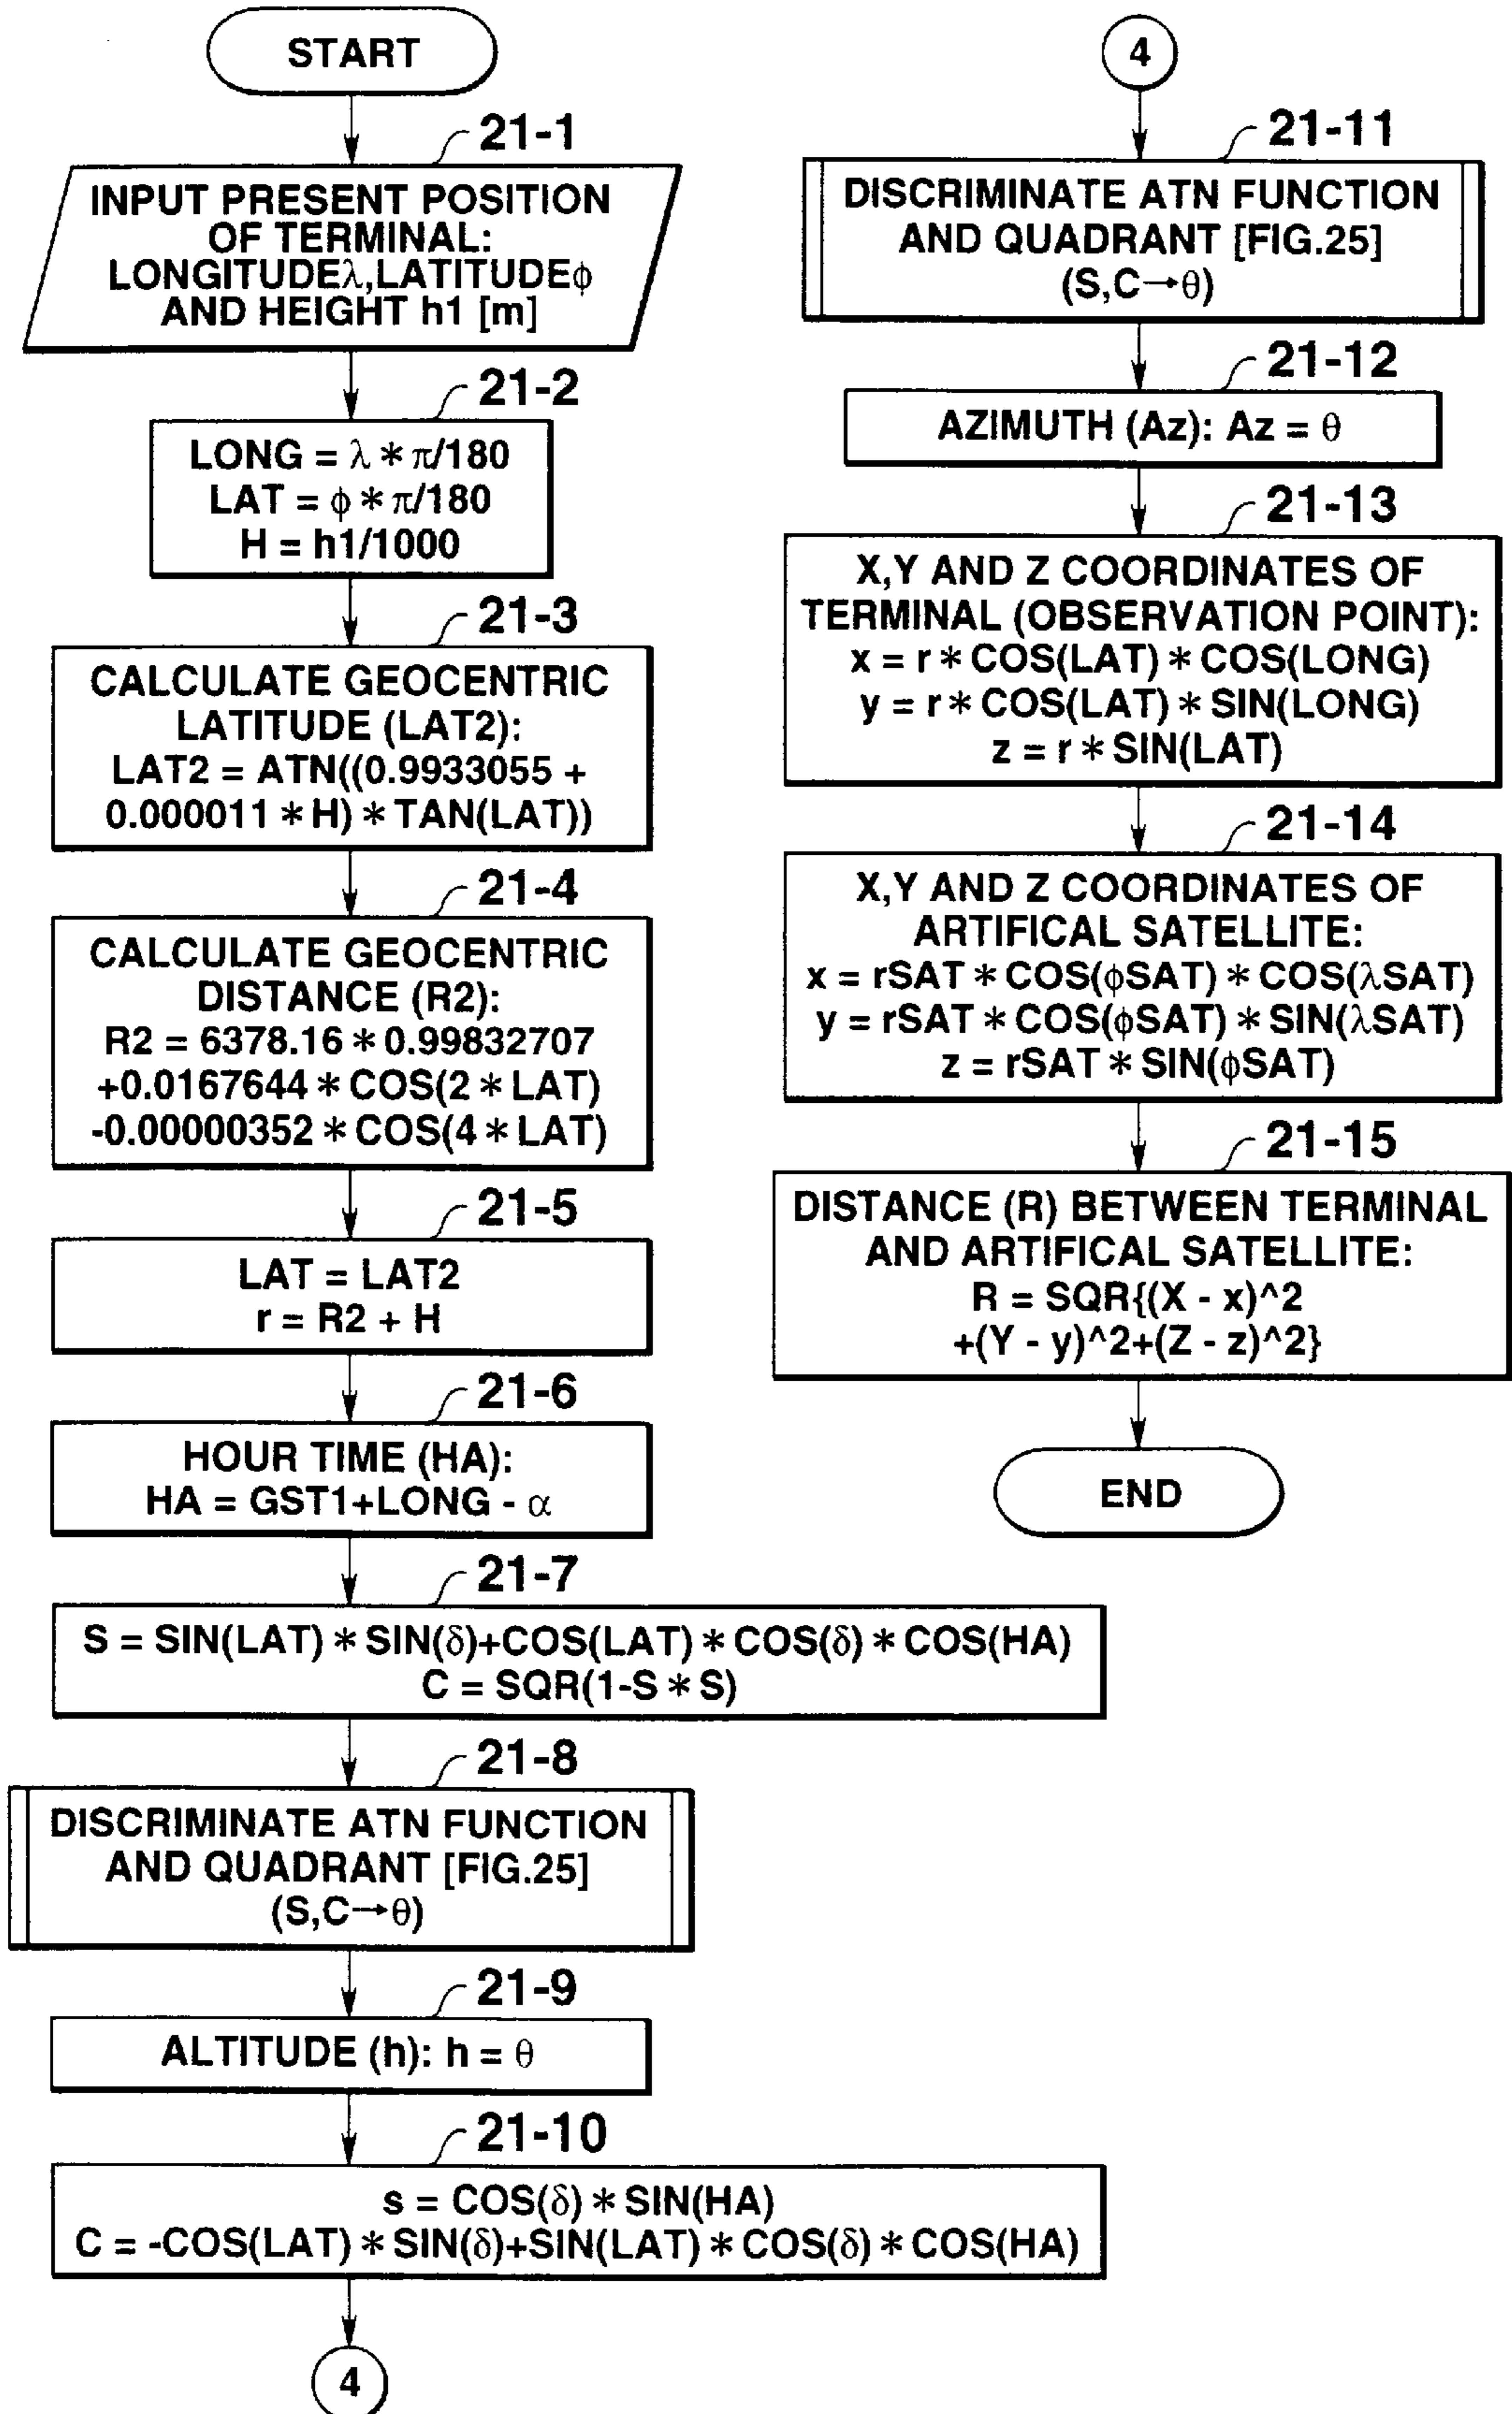 START
21-1
INPUT PRESENT POSITION
OF TERMINAL:
LONGITUDEλ,LATITUDEϕ
AND HEIGHT h1 [m]
21-2
LONG = λ * π/180
LAT = ϕ * π/180
H = h1/1000
21-3
CALCULATE GEOCENTRIC
LATITUDE (LAT2):
LAT2 = ATN((0.9933055 +
0.000011 * H) * TAN(LAT))
21-4
CALCULATE GEOCENTRIC
DISTANCE (R2):
R2 = 6378.16 * 0.99832707
+0.0167644 * COS(2 * LAT)
-0.00000352 * COS(4 * LAT)
21-5
LAT = LAT2
r = R2 + H
21-6
HOUR TIME (HA):
HA = GST1+LONG - α
21-7
S = SIN(LAT) * SIN(δ)+COS(LAT) * COS(δ) * COS(HA)
C = SQR(1-S * S)
21-8
DISCRIMINATE ATN FUNCTION
AND QUADRANT [FIG.25]
(S,C→θ)
21-9
ALTITUDE (h): h = θ
21-10
s = COS(δ) * SIN(HA)
C = -COS(LAT) * SIN(δ)+SIN(LAT) * COS(δ) * COS(HA)
4
4
21-11
DISCRIMINATE ATN FUNCTION
AND QUADRANT [FIG.25]
(S,C→θ)
21-12
AZIMUTH (Az): Az = θ
21-13
X,Y AND Z COORDINATES OF
TERMINAL (OBSERVATION POINT):
x = r * COS(LAT) * COS(LONG)
y = r * COS(LAT) * SIN(LONG)
z = r * SIN(LAT)
21-14
X,Y AND Z COORDINATES OF
ARTIFICAL SATELLITE:
x = rSAT * COS(ϕSAT) * COS(λSAT)
y = rSAT * COS(ϕSAT) * SIN(λSAT)
z = rSAT * SIN(ϕSAT)
21-15
DISTANCE (R) BETWEEN TERMINAL
AND ARTIFICAL SATELLITE:
R = SQR{(X - x)^2
+(Y - y)^2+(Z - z)^2}
END